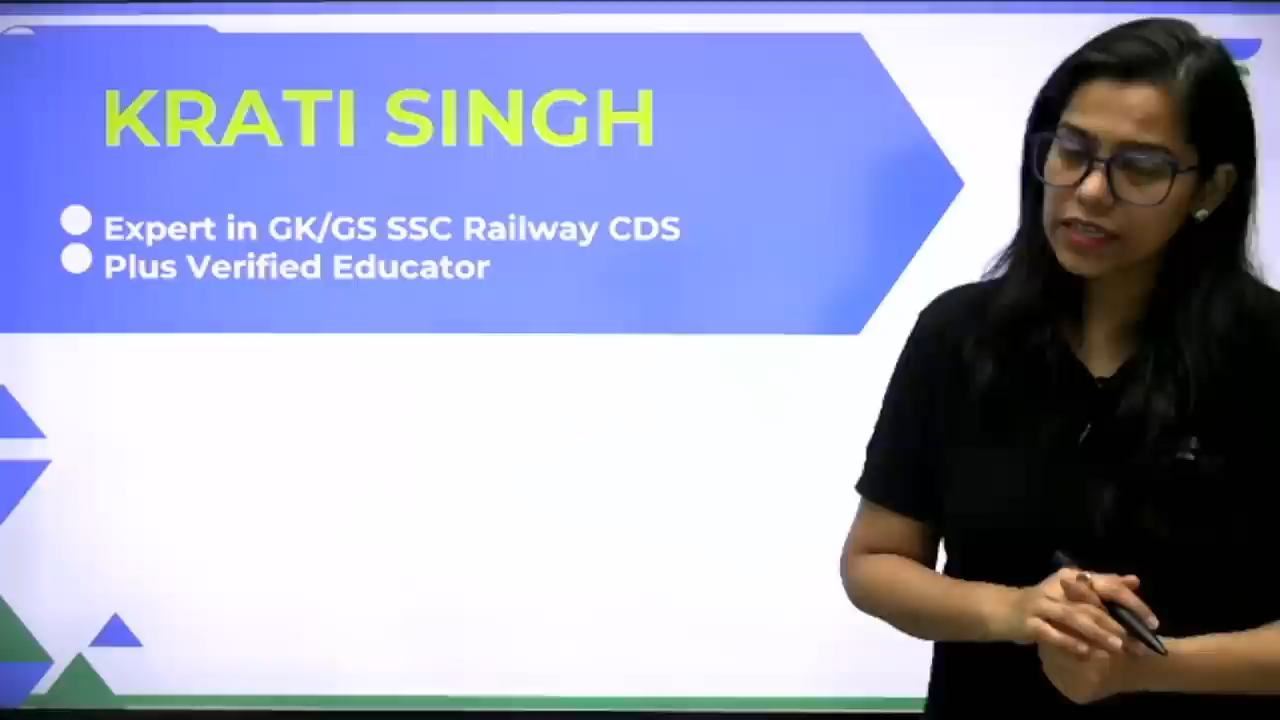 KRATI SINGH
Expert in GK/GS SSC Railway CDS
Plus Verified Educator